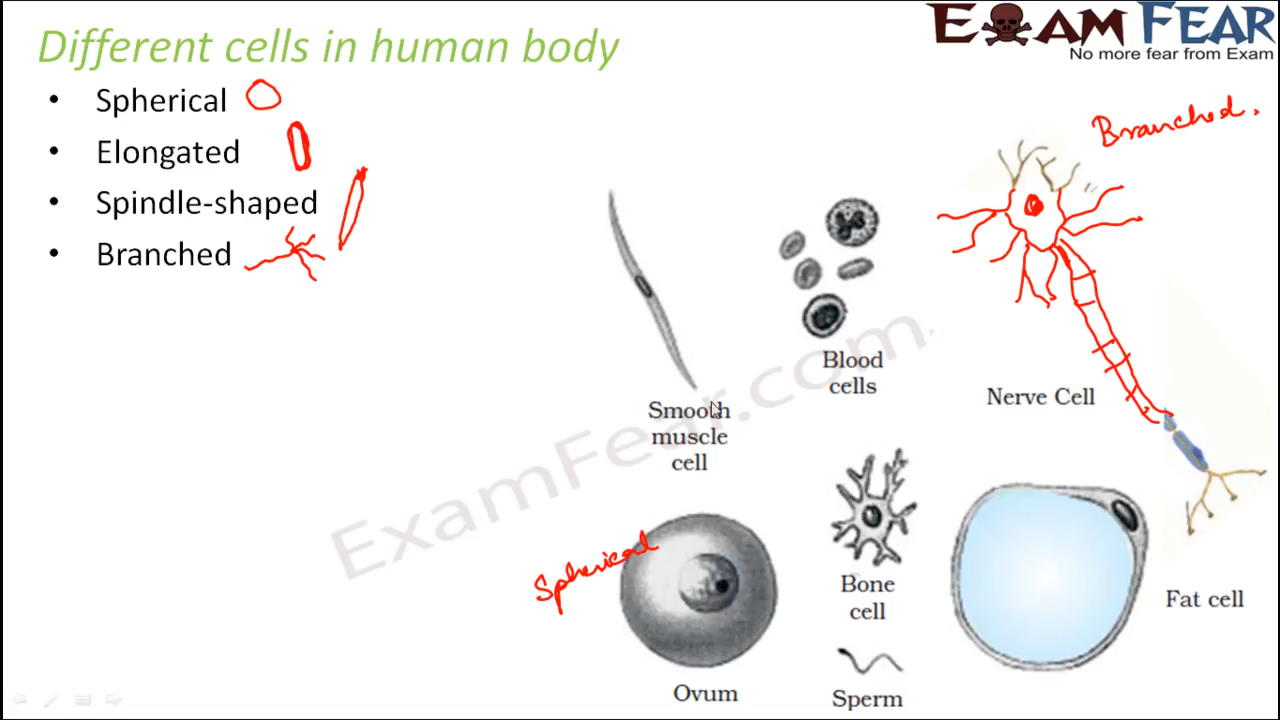 Different cells in human body
EXAM FEAR
No more fear from Exam
• Spherical
• Elongated
• Spindle-shaped
• Branched
Branched.
Blood
cells
Nerve Cell
Smooth
muscle
cell
ExamFear.com
Spherical
Bone
cell
Fat cell
Ovum
Sperm